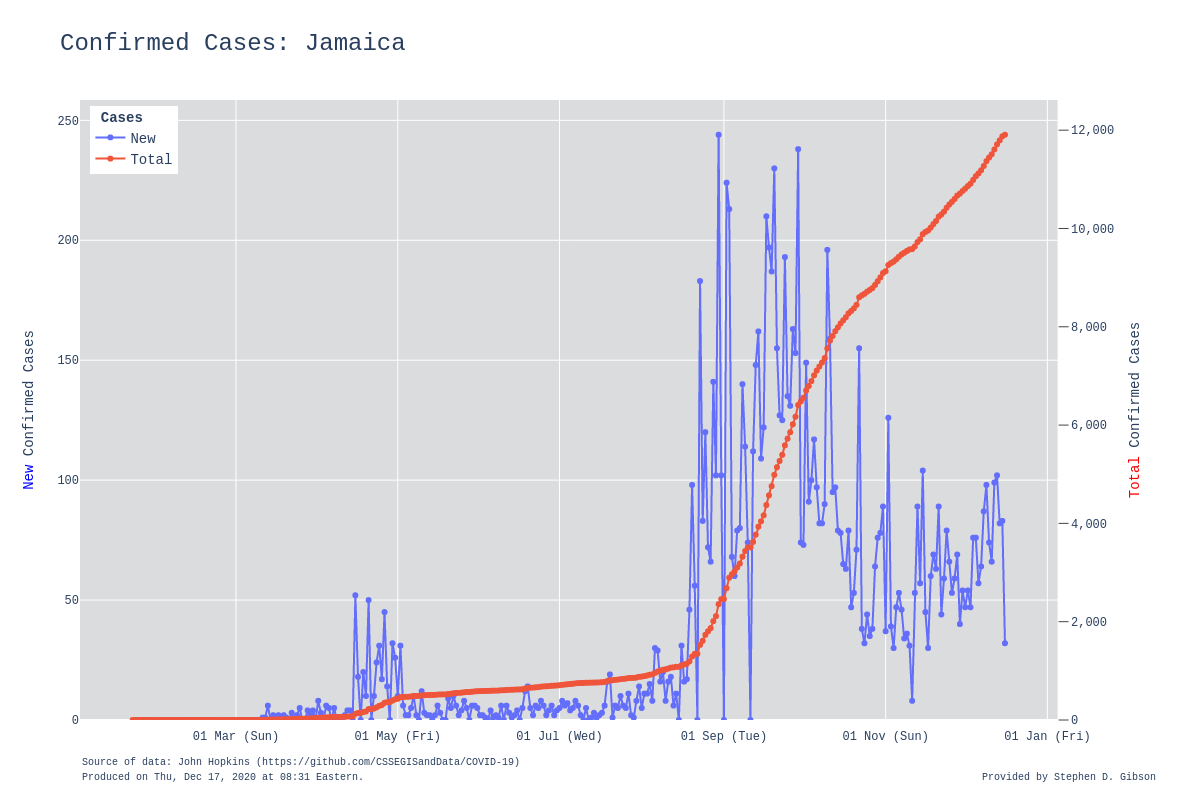 Confirmed Cases: Jamaica
Cases
New
Total
250
200
150
100
50
0
12,000
10,000
8,000
6,000
4,000
2,000
0
New Confirmed Cases
Total Confirmed Cases
01 Mar (Sun) 01 May (Fri) 01 Jul (Wed) 01 Sep (Tue) 01 Nov (Sun) 01 Jan (Fri)
Source of data: John Hopkins (https://github.com/CSSEGISandData/COVID-19)
Produced on Thu, Dec 17, 2020 at 08:31 Eastern.
Provided by Stephen D. Gibson